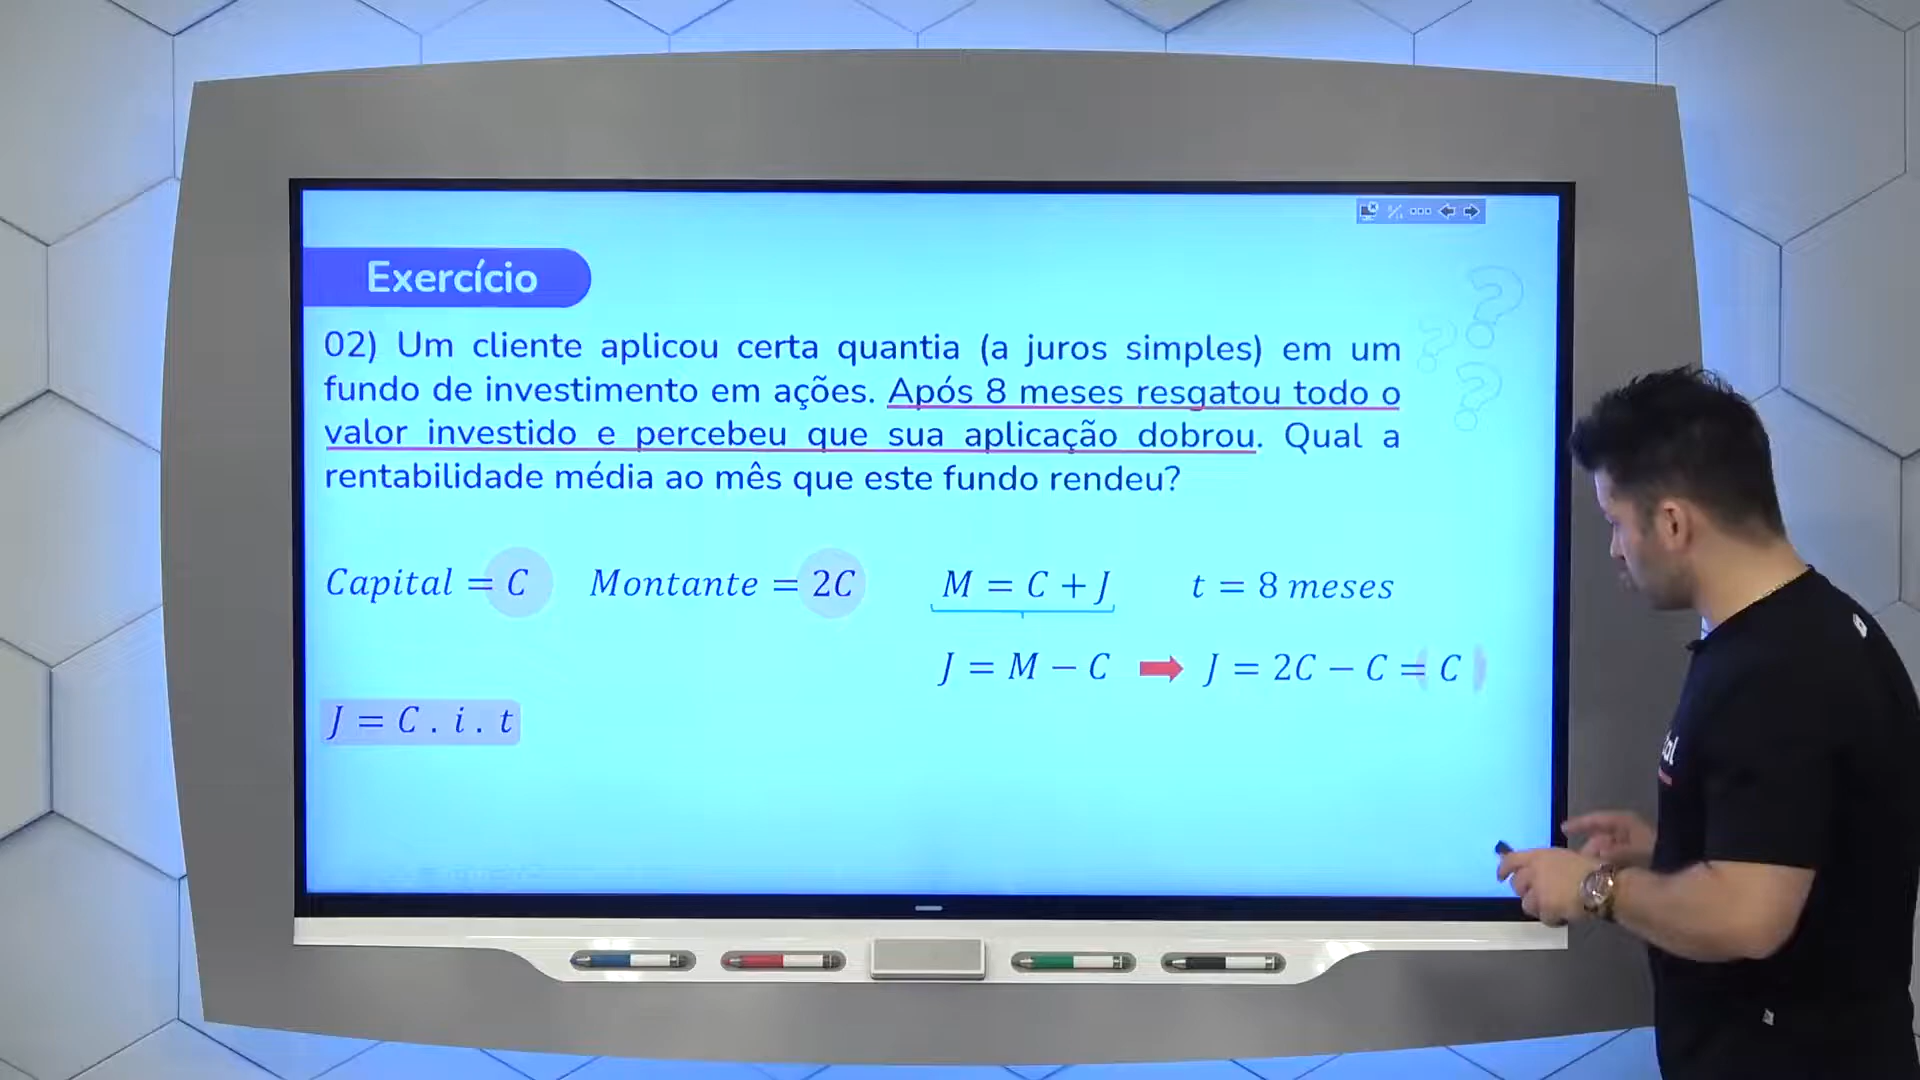 Exercício
02) Um cliente aplicou certa quantia (a juros simples) em um
fundo de investimento em ações. Após 8 meses resgatou todo o
valor investido e percebeu que sua aplicação dobrou. Qual a
rentabilidade média ao mês que este fundo rendeu?
Capital = C Montante = 2C M = C + J t = 8 meses
J = M − C J = 2C − C = C
J = C . i . t